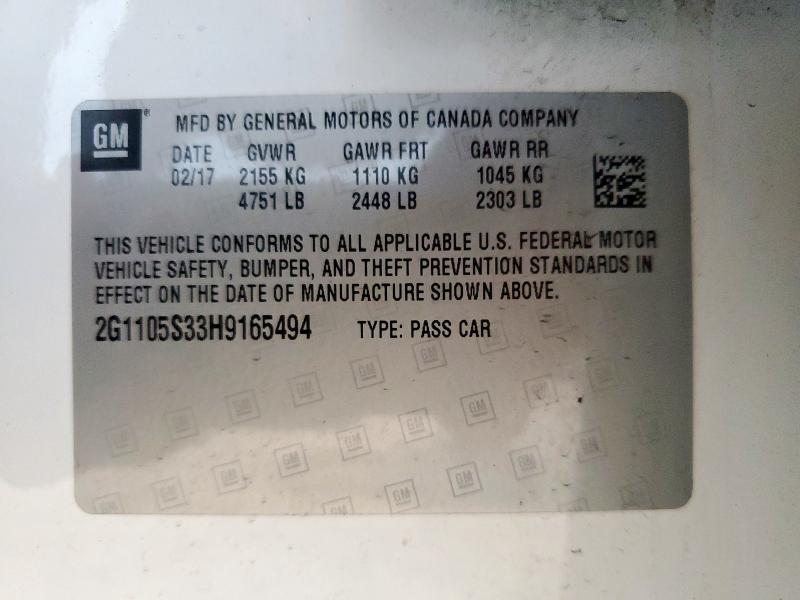 GM
MFD BY GENERAL MOTORS OF CANADA COMPANY
DATE GVWR GAWR FRT GAWR RR
02/17 2155 KG 1110 KG 1045 KG
4751 LB 2448 LB 2303 LB
THIS VEHICLE CONFORMS TO ALL APPLICABLE U.S. FEDERAL MOTOR
VEHICLE SAFETY, BUMPER, AND THEFT PREVENTION STANDARDS IN
EFFECT ON THE DATE OF MANUFACTURE SHOWN ABOVE.
2G1105S33H9165494 TYPE: PASS CAR